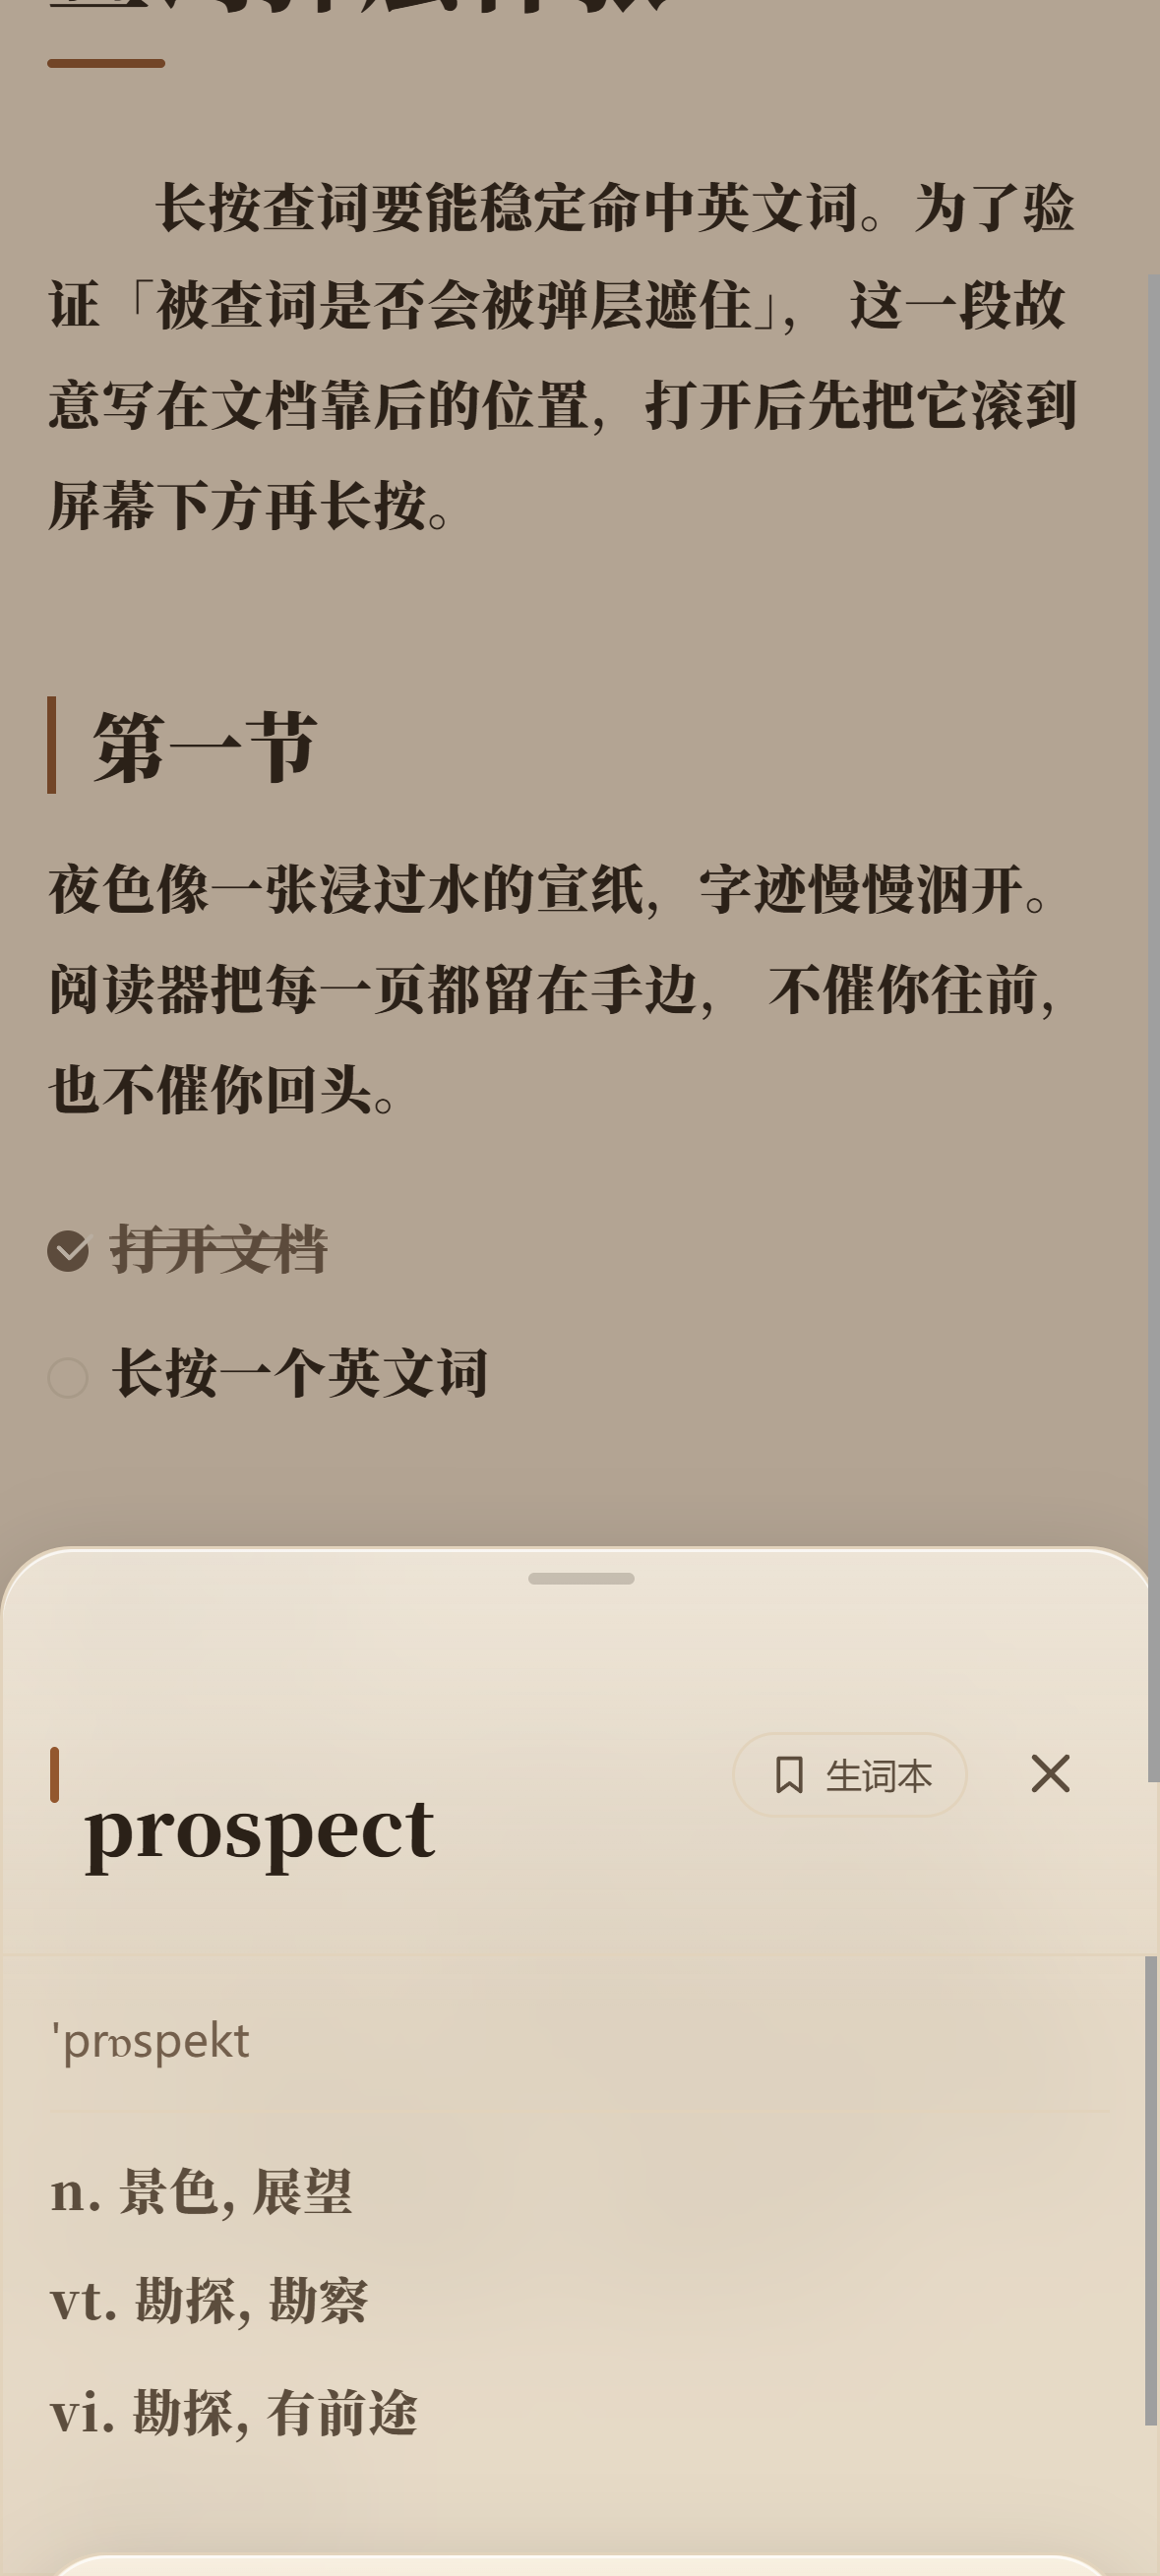 长按查词要能稳定命中英文词。为了验
证「被查词是否会被弹层遮住」， 这一段故
意写在文档靠后的位置，打开后先把它滚到
屏幕下方再长按。
第一节
夜色像一张浸过水的宣纸，字迹慢慢洇开。
阅读器把每一页都留在手边， 不催你往前，
也不催你回头。
打开文档
长按一个英文词
prospect
生词本
'prɒspekt
n. 景色, 展望
vt. 勘探, 勘察
vi. 勘探, 有前途